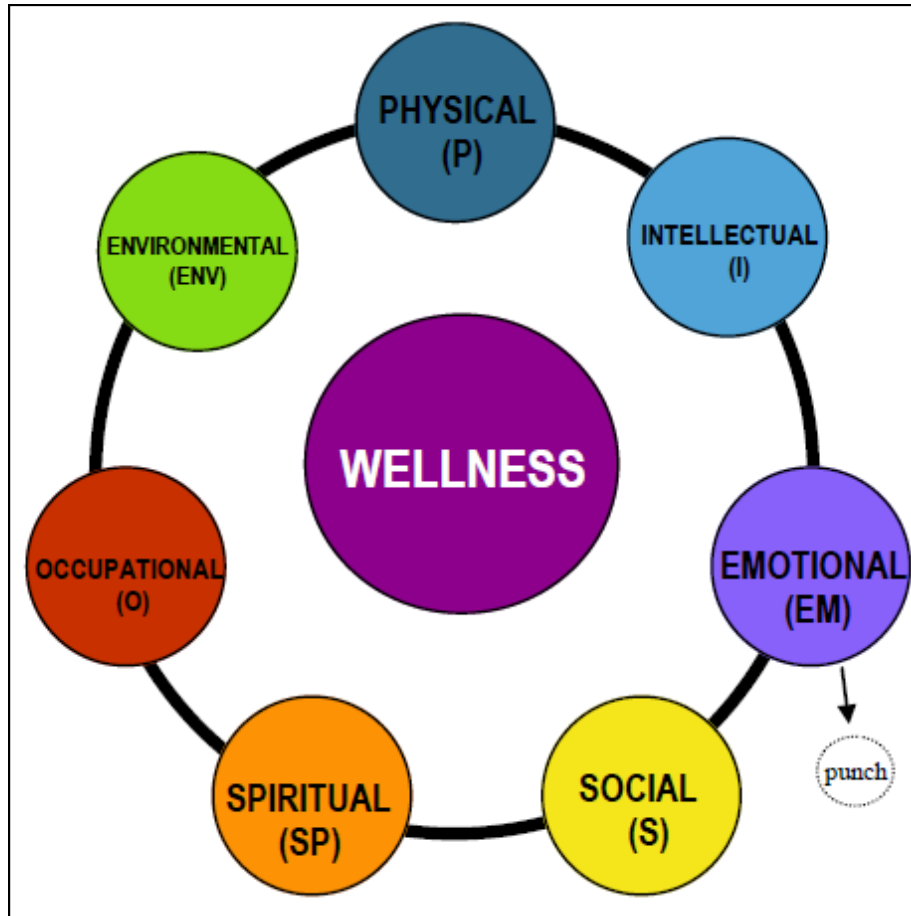 PHYSICAL
(P)
INTELLECTUAL
(I)
ENVIRONMENTAL
(ENV)
WELLNESS
OCCUPATIONAL
(O)
EMOTIONAL
(EM)
punch
SPIRITUAL
(SP)
SOCIAL
(S)